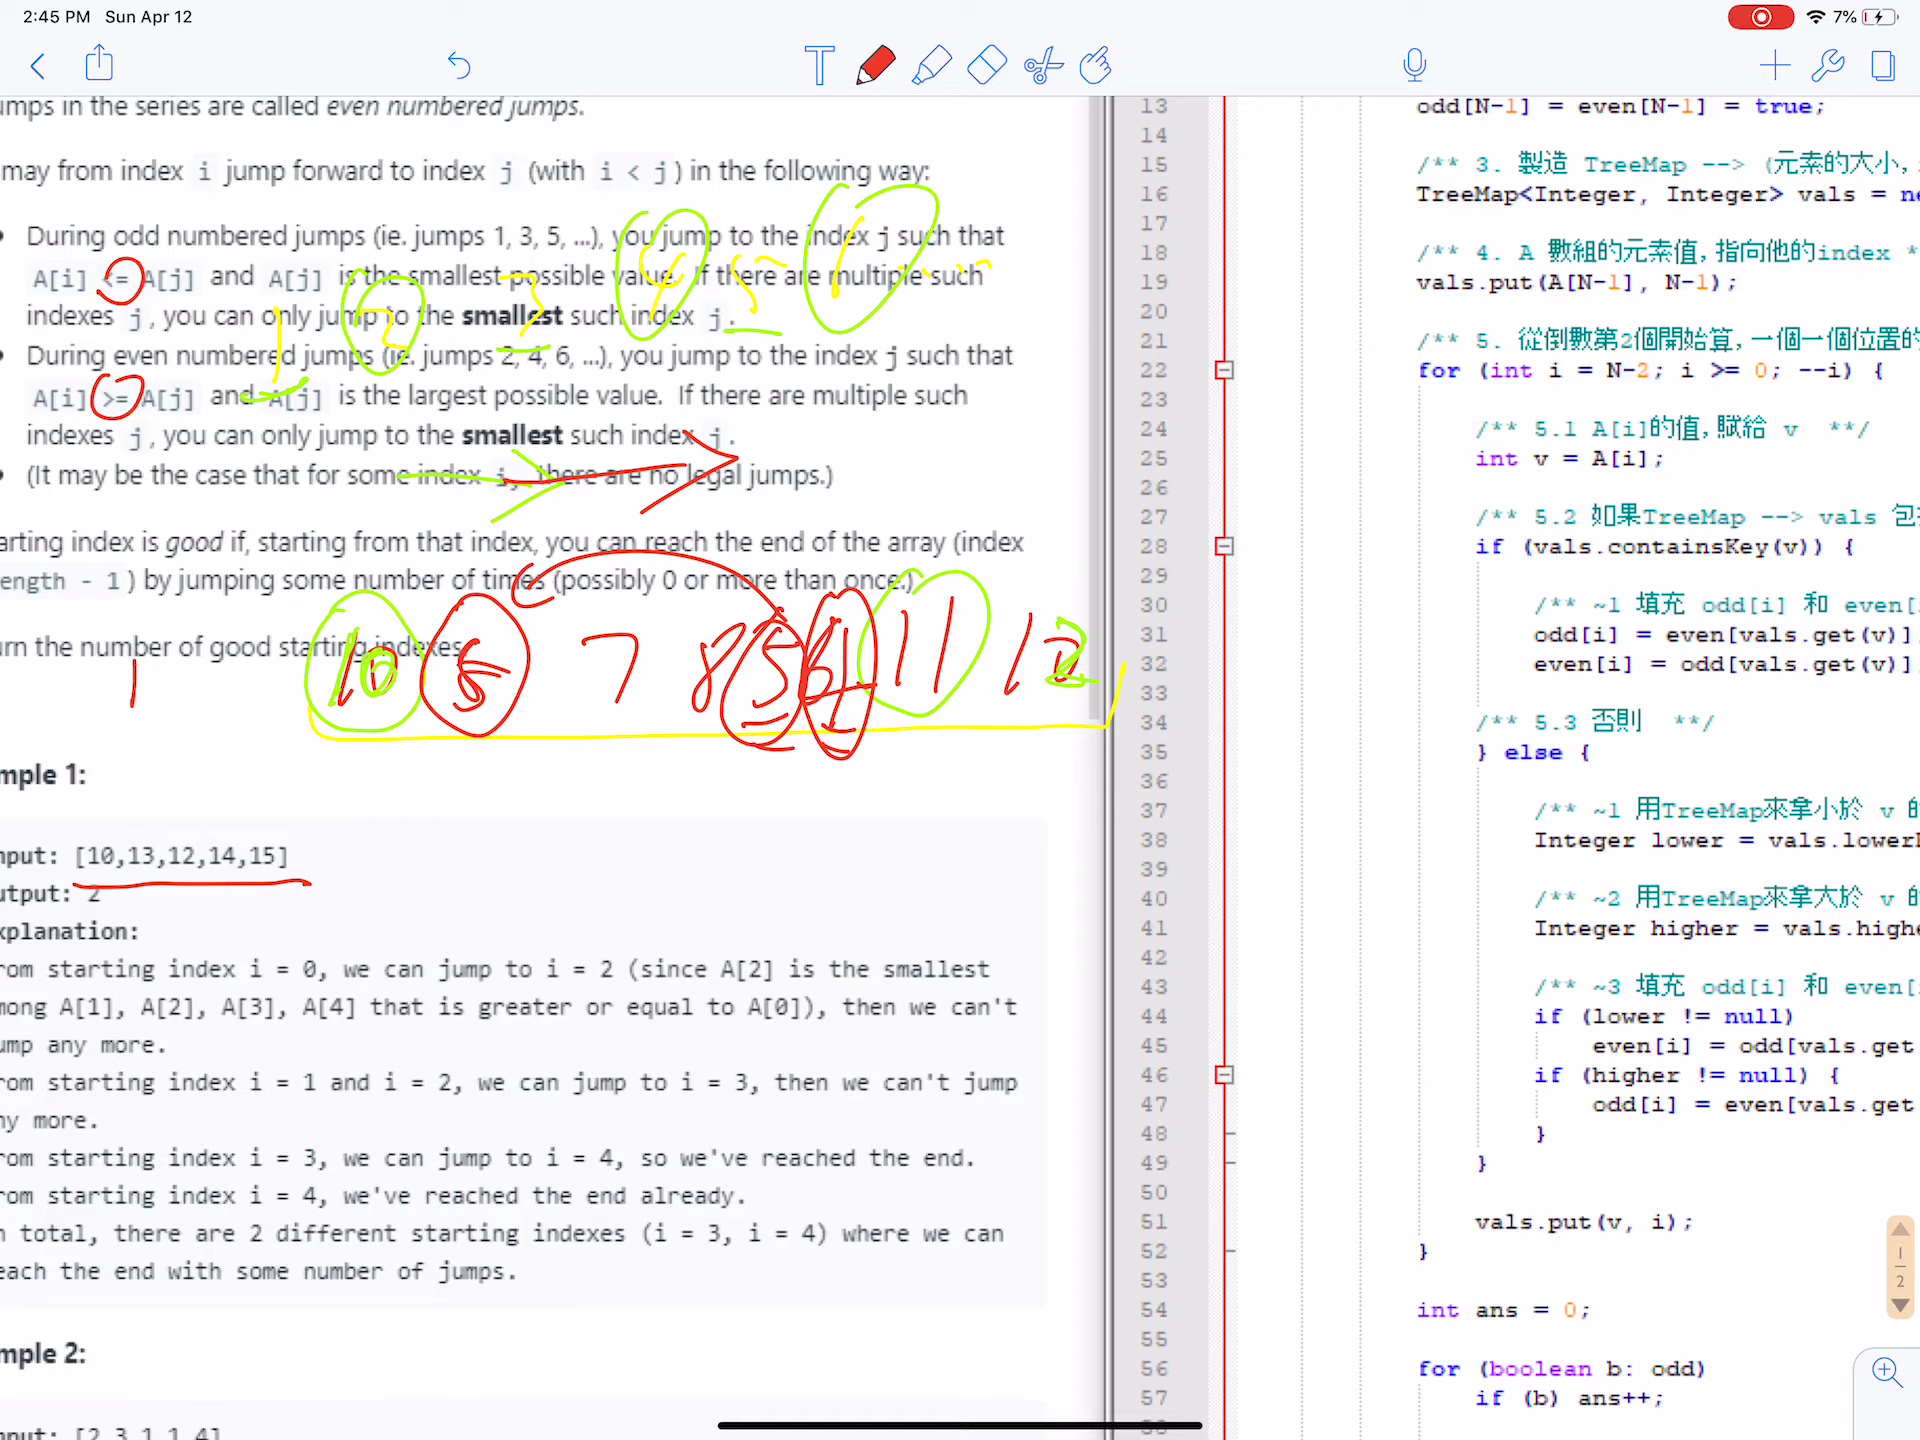 2:45 PM Sun Apr 12
7%
umps in the series are called even numbered jumps.
may from index i jump forward to index j (with i < j) in the following way:
During odd numbered jumps (ie. jumps 1, 3, 5, ...), you jump to the index j such that
A[i] <= A[j] and A[j] is the smallest possible value. If there are multiple such
indexes j, you can only jump to the smallest such index j.
During even numbered jumps (ie. jumps 2, 4, 6, ...), you jump to the index j such that
A[i] >= A[j] and A[j] is the largest possible value. If there are multiple such
indexes j, you can only jump to the smallest such index j.
(It may be the case that for some index i, there are no legal jumps.)
arting index is good if, starting from that index, you can reach the end of the array (index
ength - 1) by jumping some number of times (possibly 0 or more than once.)
urn the number of good starting indexes.
1 2 3 4 5
1 10 7 8 5 11 12
mple 1:
nput: [10,13,12,14,15]
utput: 2
xplanation:
rom starting index i = 0, we can jump to i = 2 (since A[2] is the smallest
mong A[1], A[2], A[3], A[4] that is greater or equal to A[0]), then we can't
ump any more.
rom starting index i = 1 and i = 2, we can jump to i = 3, then we can't jump
ny more.
rom starting index i = 3, we can jump to i = 4, so we've reached the end.
rom starting index i = 4, we've reached the end already.
n total, there are 2 different starting indexes (i = 3, i = 4) where we can
each the end with some number of jumps.
mple 2:
nput: [2,3,1,1,4]
13 odd[N-1] = even[N-1] = true;
14
15 /** 3. 製造 TreeMap --> (元素的大小,
16 TreeMap<Integer, Integer> vals = ne
17
18 /** 4. A 數組的元素值,指向他的index *
19 vals.put(A[N-1], N-1);
20
21 /** 5. 從倒數第2個開始算,一個一個位置的
22 for (int i = N-2; i >= 0; --i) {
23
24 /** 5.1 A[i]的值,賦給 v **/
25 int v = A[i];
26
27 /** 5.2 如果TreeMap --> vals 包
28 if (vals.containsKey(v)) {
29
30 /** ~1 填充 odd[i] 和 even[
31 odd[i] = even[vals.get(v)]
32 even[i] = odd[vals.get(v)]
33
34 /** 5.3 否則 **/
35 } else {
36
37 /** ~1 用TreeMap來拿小於 v 的
38 Integer lower = vals.lower
39
40 /** ~2 用TreeMap來拿大於 v 的
41 Integer higher = vals.highe
42
43 /** ~3 填充 odd[i] 和 even[
44 if (lower != null)
45 even[i] = odd[vals.get
46 if (higher != null) {
47 odd[i] = even[vals.get
48 }
49 }
50
51 vals.put(v, i);
52 }
53
54 int ans = 0;
55
56 for (boolean b: odd)
57 if (b) ans++;
1
2